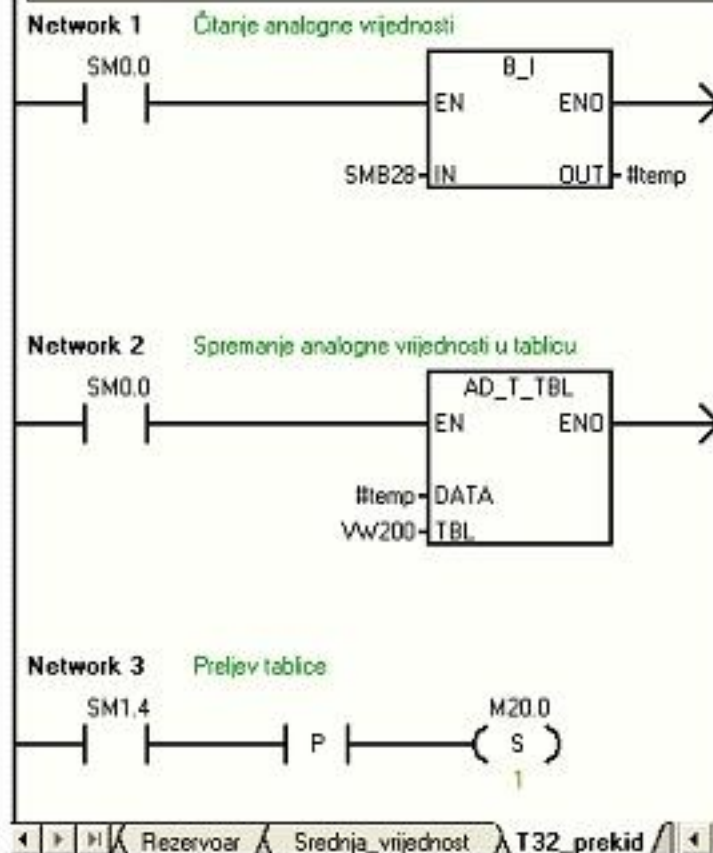 Network 1 Čitanje analogne vrijednosti
SM0.0
B_I
EN ENO
SMB28 IN OUT #temp
Network 2 Spremanje analogne vrijednosti u tablicu
SM0.0
AD_T_TBL
EN ENO
#temp DATA
VW200 TBL
Network 3 Preljev tablice
SM1.4 M20.0
P S
1
Rezervoar Srednja_vrijednost T32_prekid